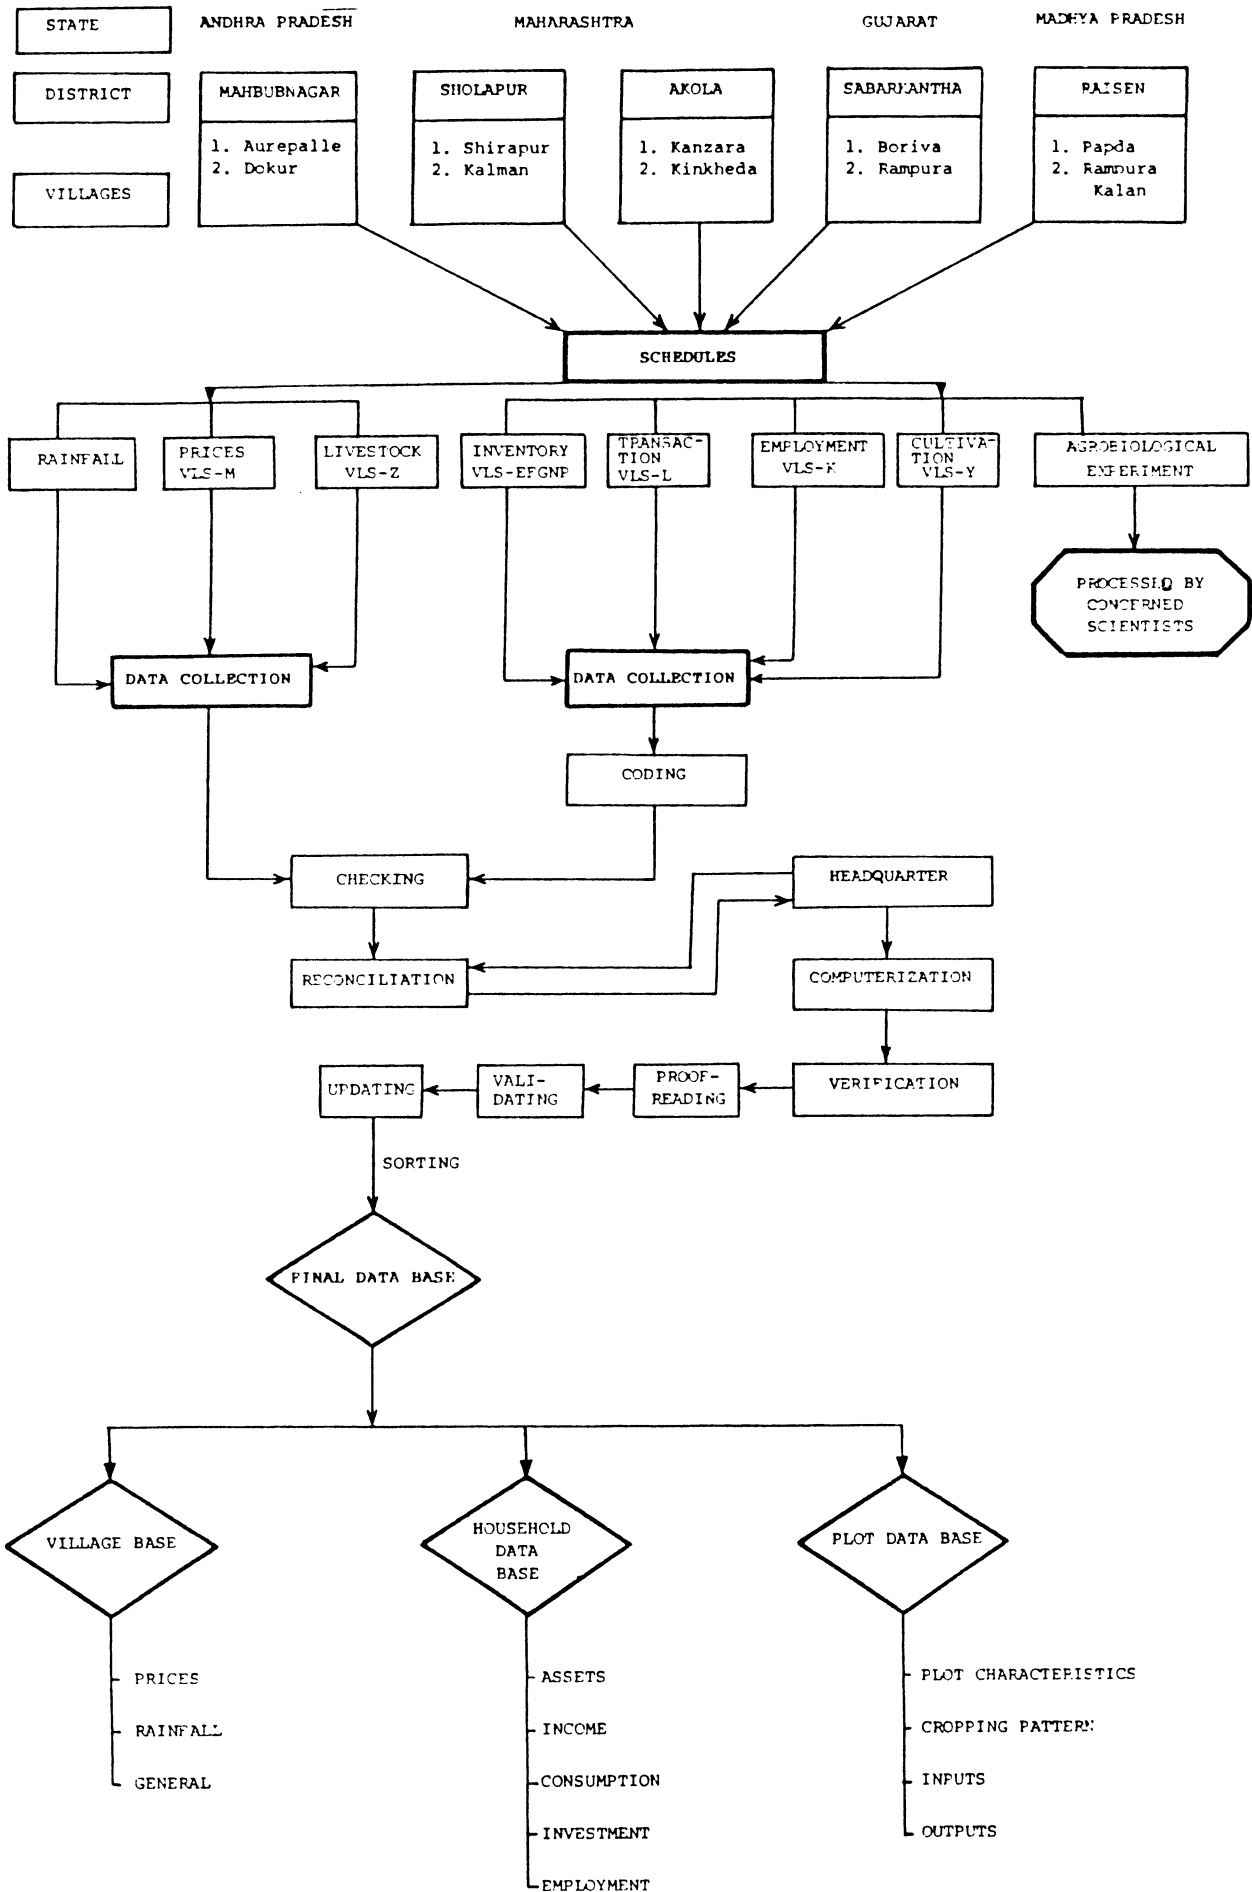 STATE
ANDHRA PRADESH
MAHARASHTRA
GUJARAT
MADHYA PRADESH
DISTRICT
MAHBUBNAGAR
SHOLAPUR
AKOLA
SABARKANTHA
RAISEN
VILLAGES
1. Aurepalle
2. Dokur
1. Shirapur
2. Kalman
1. Kanzara
2. Kinkheda
1. Boriya
2. Rampura
1. Papda
2. Rampura
Kalan
SCHEDULES
RAINFALL
PRICES
VLS-M
LIVESTOCK
VLS-Z
INVENTORY
VLS-EFGNP
TRANSAC-
TION
VLS-L
EMPLOYMENT
VLS-K
CULTIVA-
TION
VLS-Y
AGROBIOLOGICAL
EXPERIMENT
PROCESSED BY
CONCERNED
SCIENTISTS
DATA COLLECTION
DATA COLLECTION
CODING
CHECKING
HEADQUARTER
RECONCILIATION
COMPUTERIZATION
UPDATING
VALI-
DATING
PROOF-
READING
VERIFICATION
SORTING
FINAL DATA BASE
VILLAGE BASE
HOUSEHOLD
DATA
BASE
PLOT DATA BASE
PRICES
RAINFALL
GENERAL
ASSETS
INCOME
CONSUMPTION
INVESTMENT
EMPLOYMENT
PLOT CHARACTERISTICS
CROPPING PATTERN
INPUTS
OUTPUTS